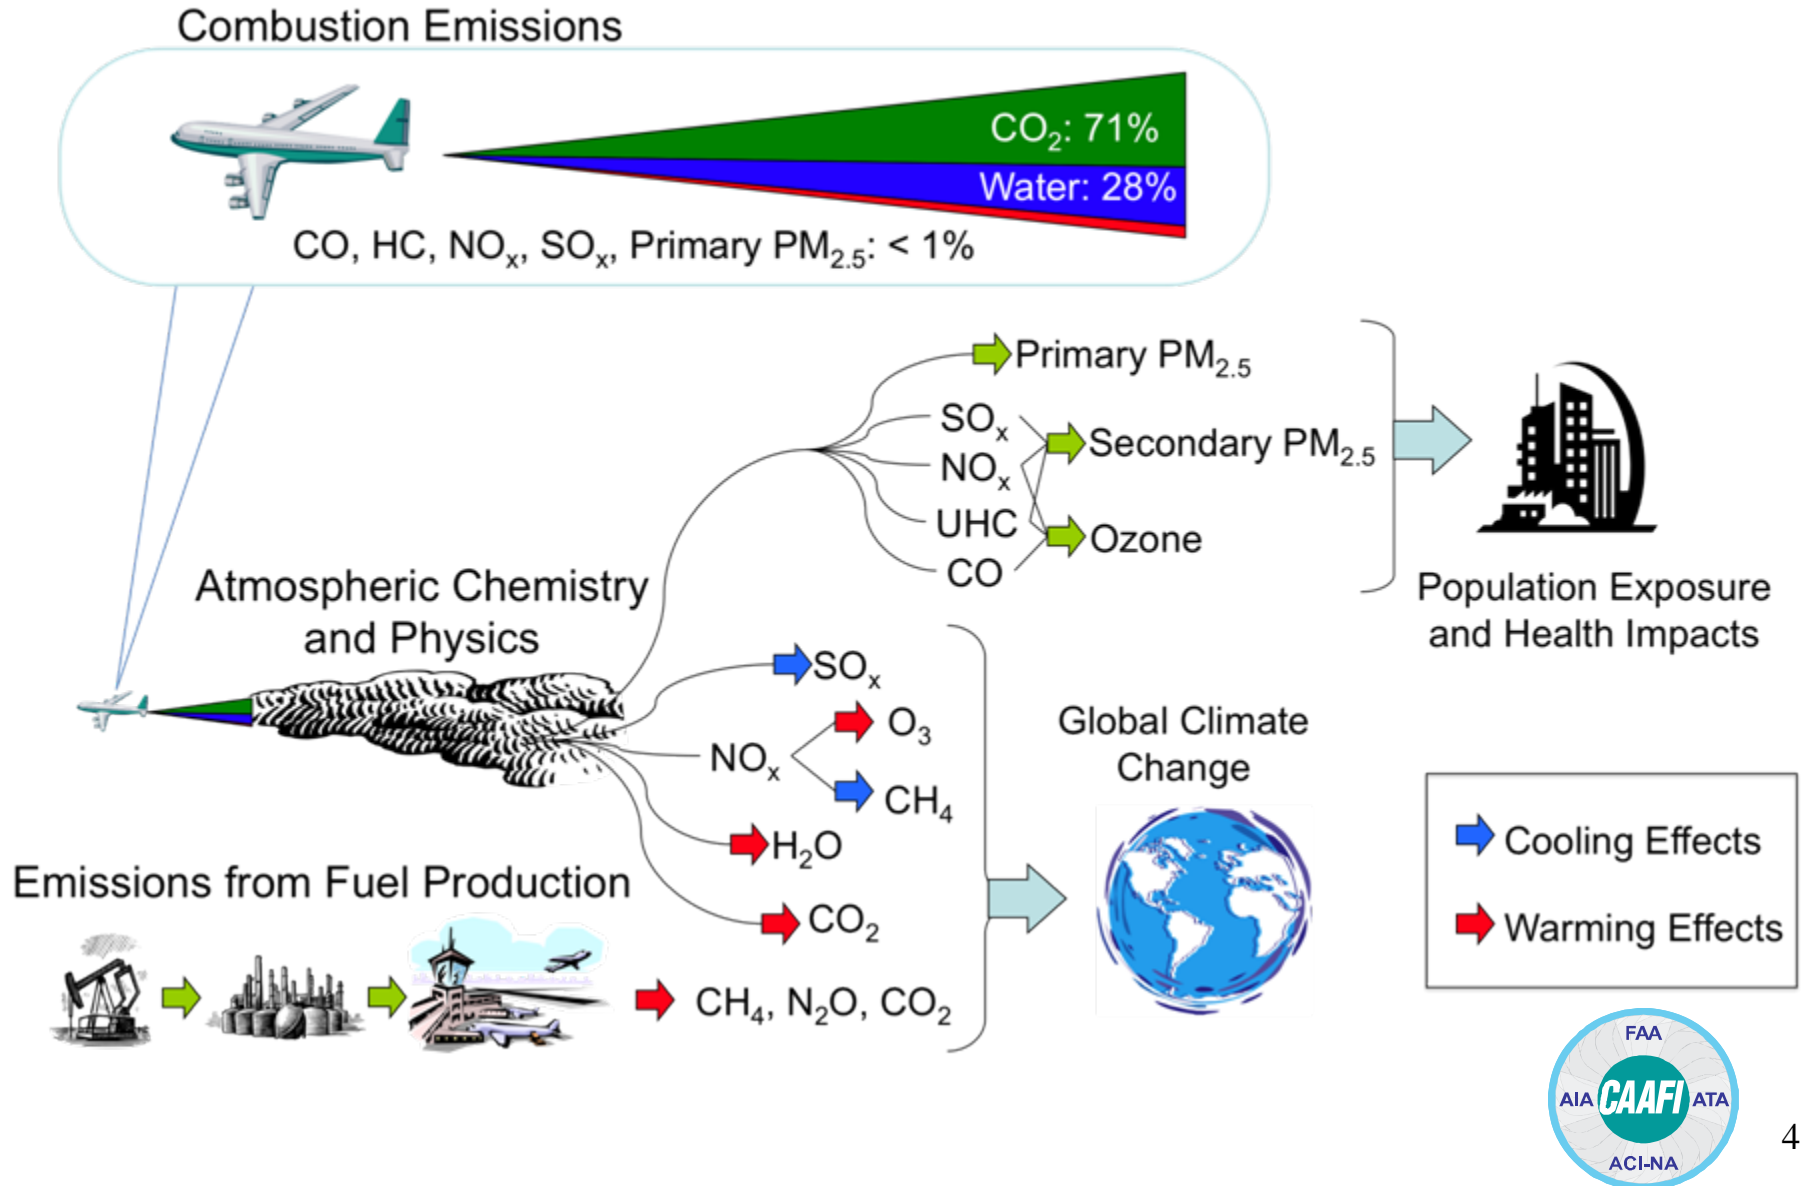 Combustion Emissions
CO₂: 71%
Water: 28%
CO, HC, NOₓ, SOₓ, Primary PM₂.₅: < 1%
Primary PM₂.₅
SOₓ
Secondary PM₂.₅
NOₓ
UHC
Ozone
CO
Population Exposure
and Health Impacts
Atmospheric Chemistry
and Physics
SOₓ
O₃
NOₓ
CH₄
H₂O
CO₂
Global Climate
Change
Emissions from Fuel Production
CH₄, N₂O, CO₂
Cooling Effects
Warming Effects
FAA
AIA CAAFI ATA
ACI-NA
4